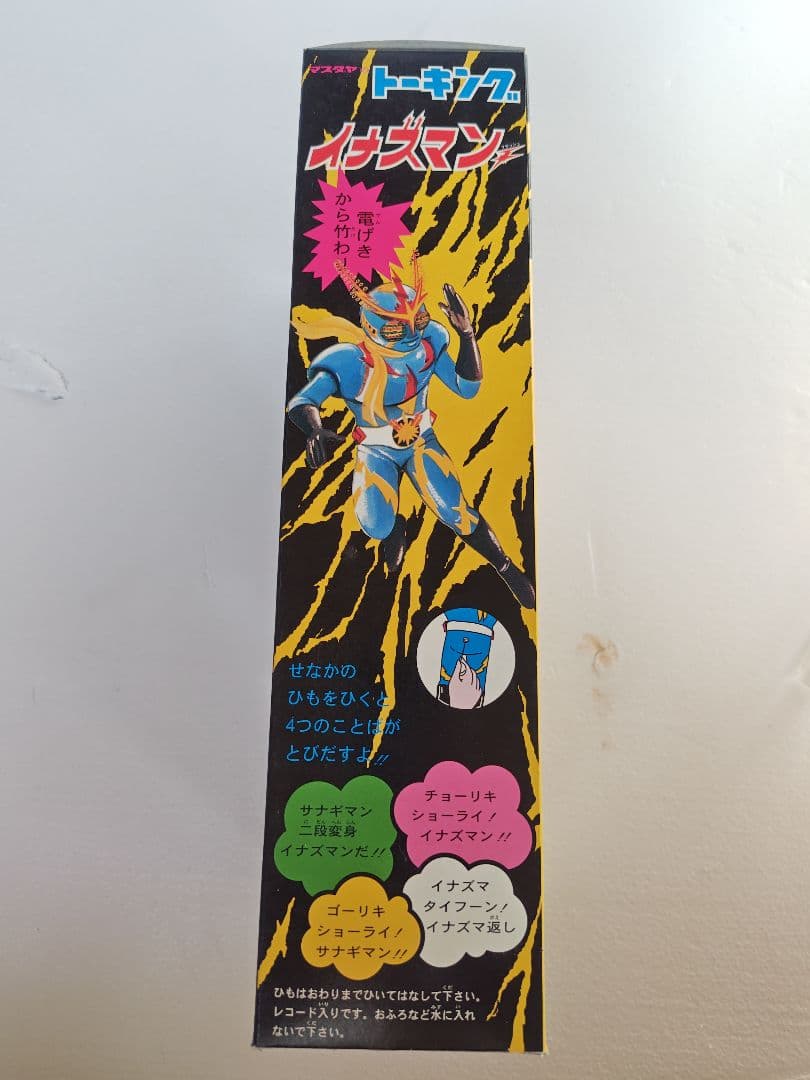 マスダヤ
トーキング
イナズマン
電げき
から竹わり
せなかの
ひもをひくと
4つのことばが
とびだすよ!!
チョーリキ
ショーライ!
イナズマン!!
サナギマン
二段変身
イナズマンだ!!
イナズマ
タイフーン!
イナズマ返し
ゴーリキ
ショーライ!
サナギマン!!
ひもはおわりまでひいてはなして下さい。
レコード入りです。おふろなど水に入れ
ないで下さい。